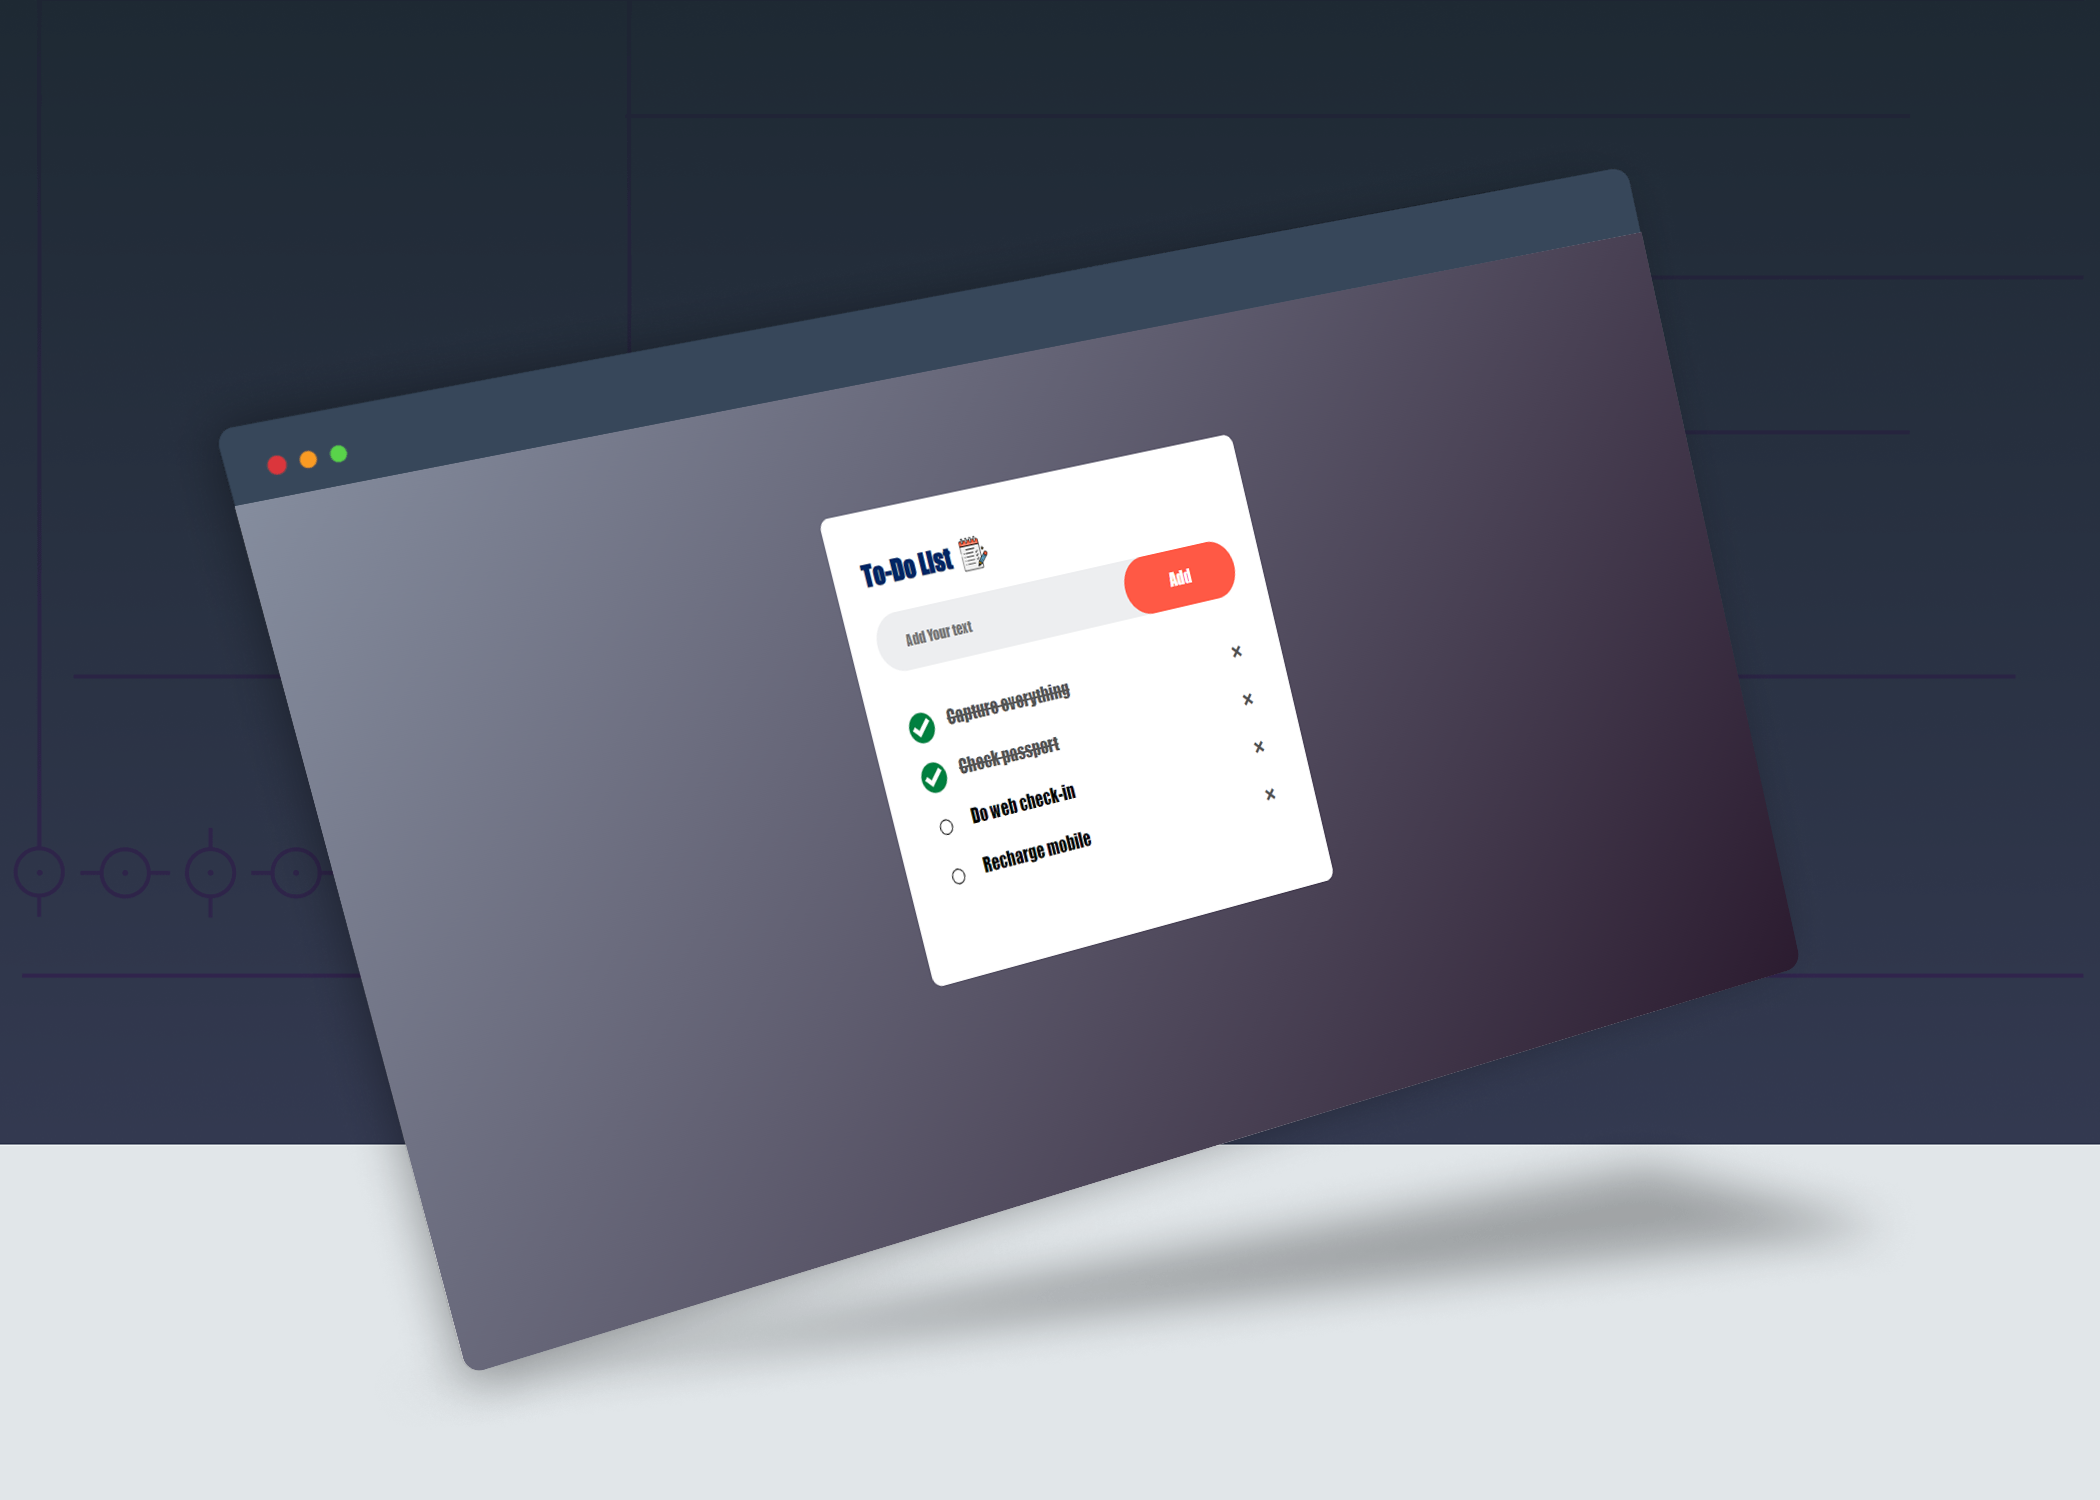 To-Do List
Add Your text
Add
Capture everything
Check passport
Do web check-in
Recharge mobile